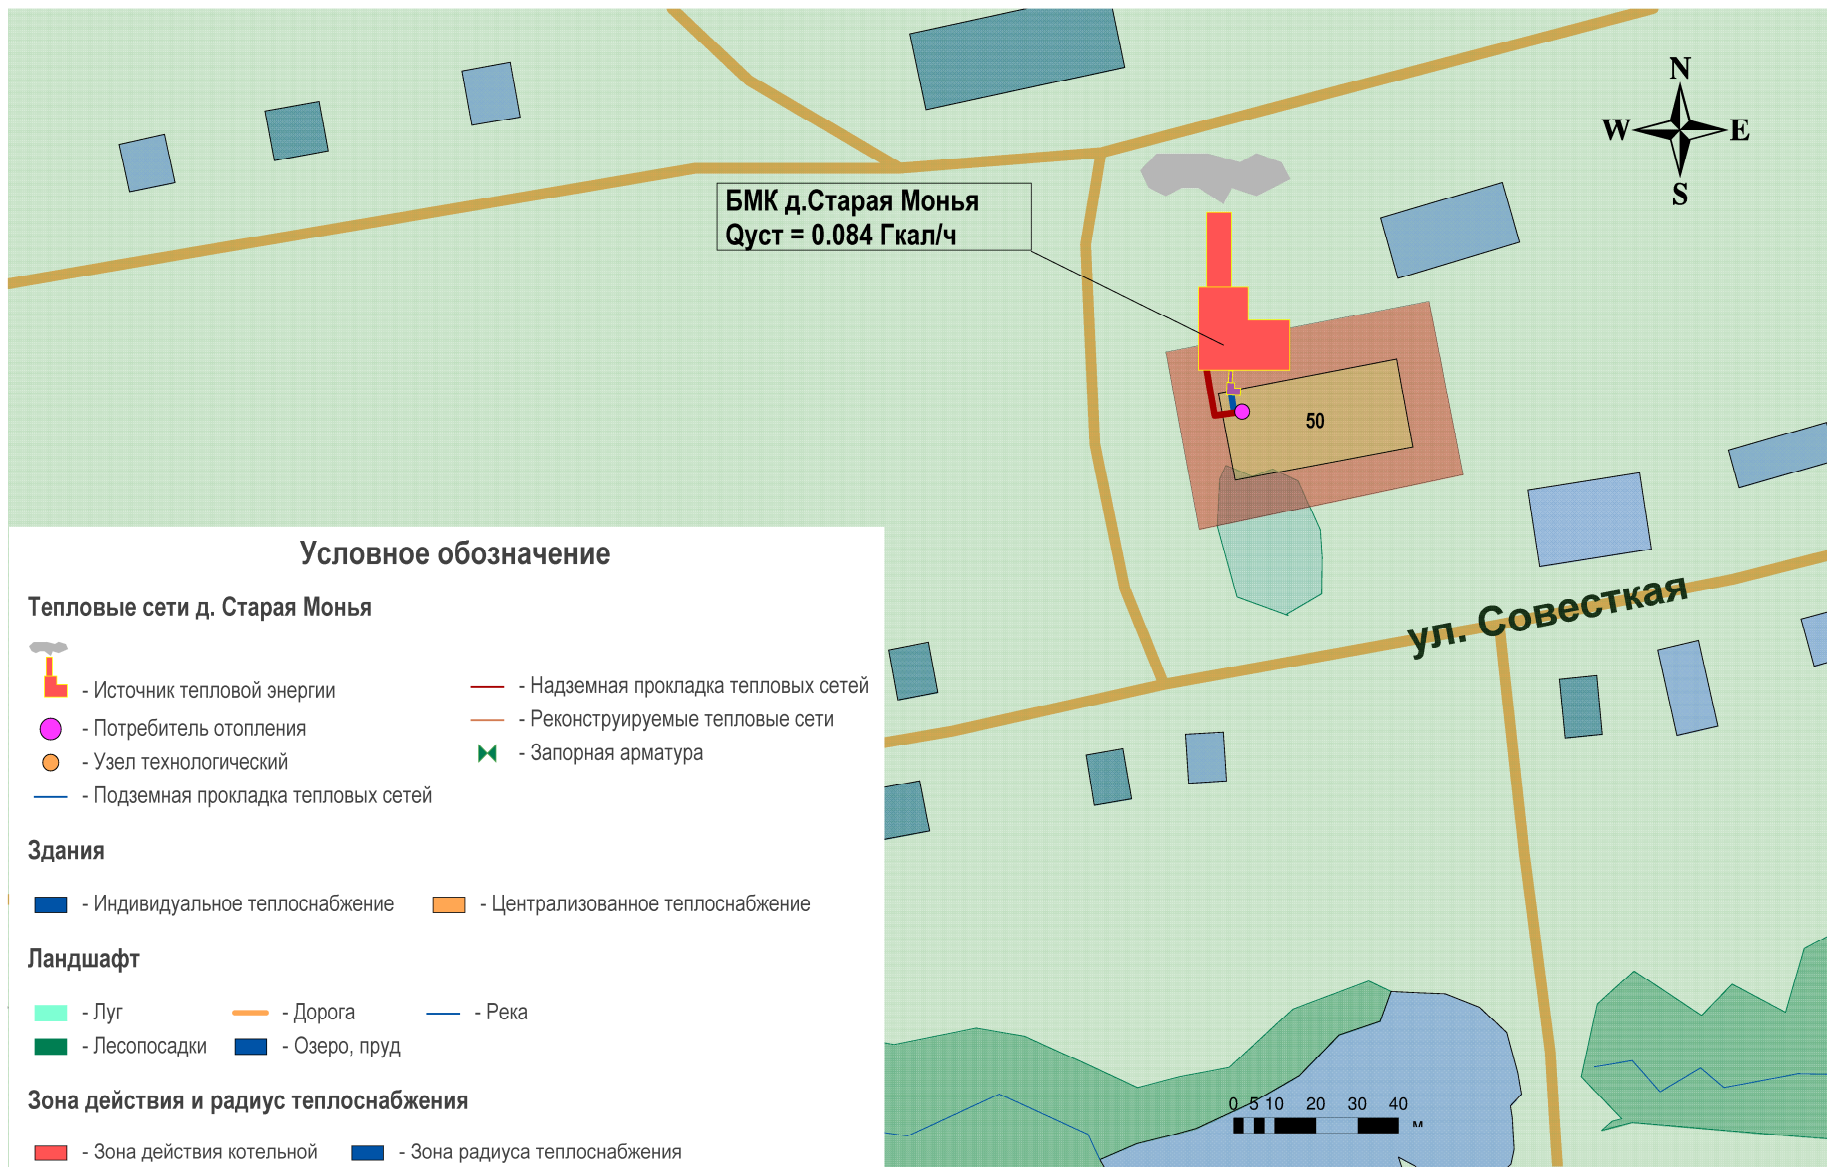 N
W E
S
БМК д.Старая Монья
Qуст = 0.084 Гкал/ч
50
ул. Совесткая
Условное обозначение
Тепловые сети д. Старая Монья
- Источник тепловой энергии
- Потребитель отопления
- Узел технологический
- Подземная прокладка тепловых сетей
- Надземная прокладка тепловых сетей
- Реконструируемые тепловые сети
- Запорная арматура
Здания
- Индивидуальное теплоснабжение
- Централизованное теплоснабжение
Ландшафт
- Луг
- Дорога
- Река
- Лесопосадки
- Озеро, пруд
Зона действия и радиус теплоснабжения
- Зона действия котельной
- Зона радиуса теплоснабжения
0 5 10 20 30 40
м